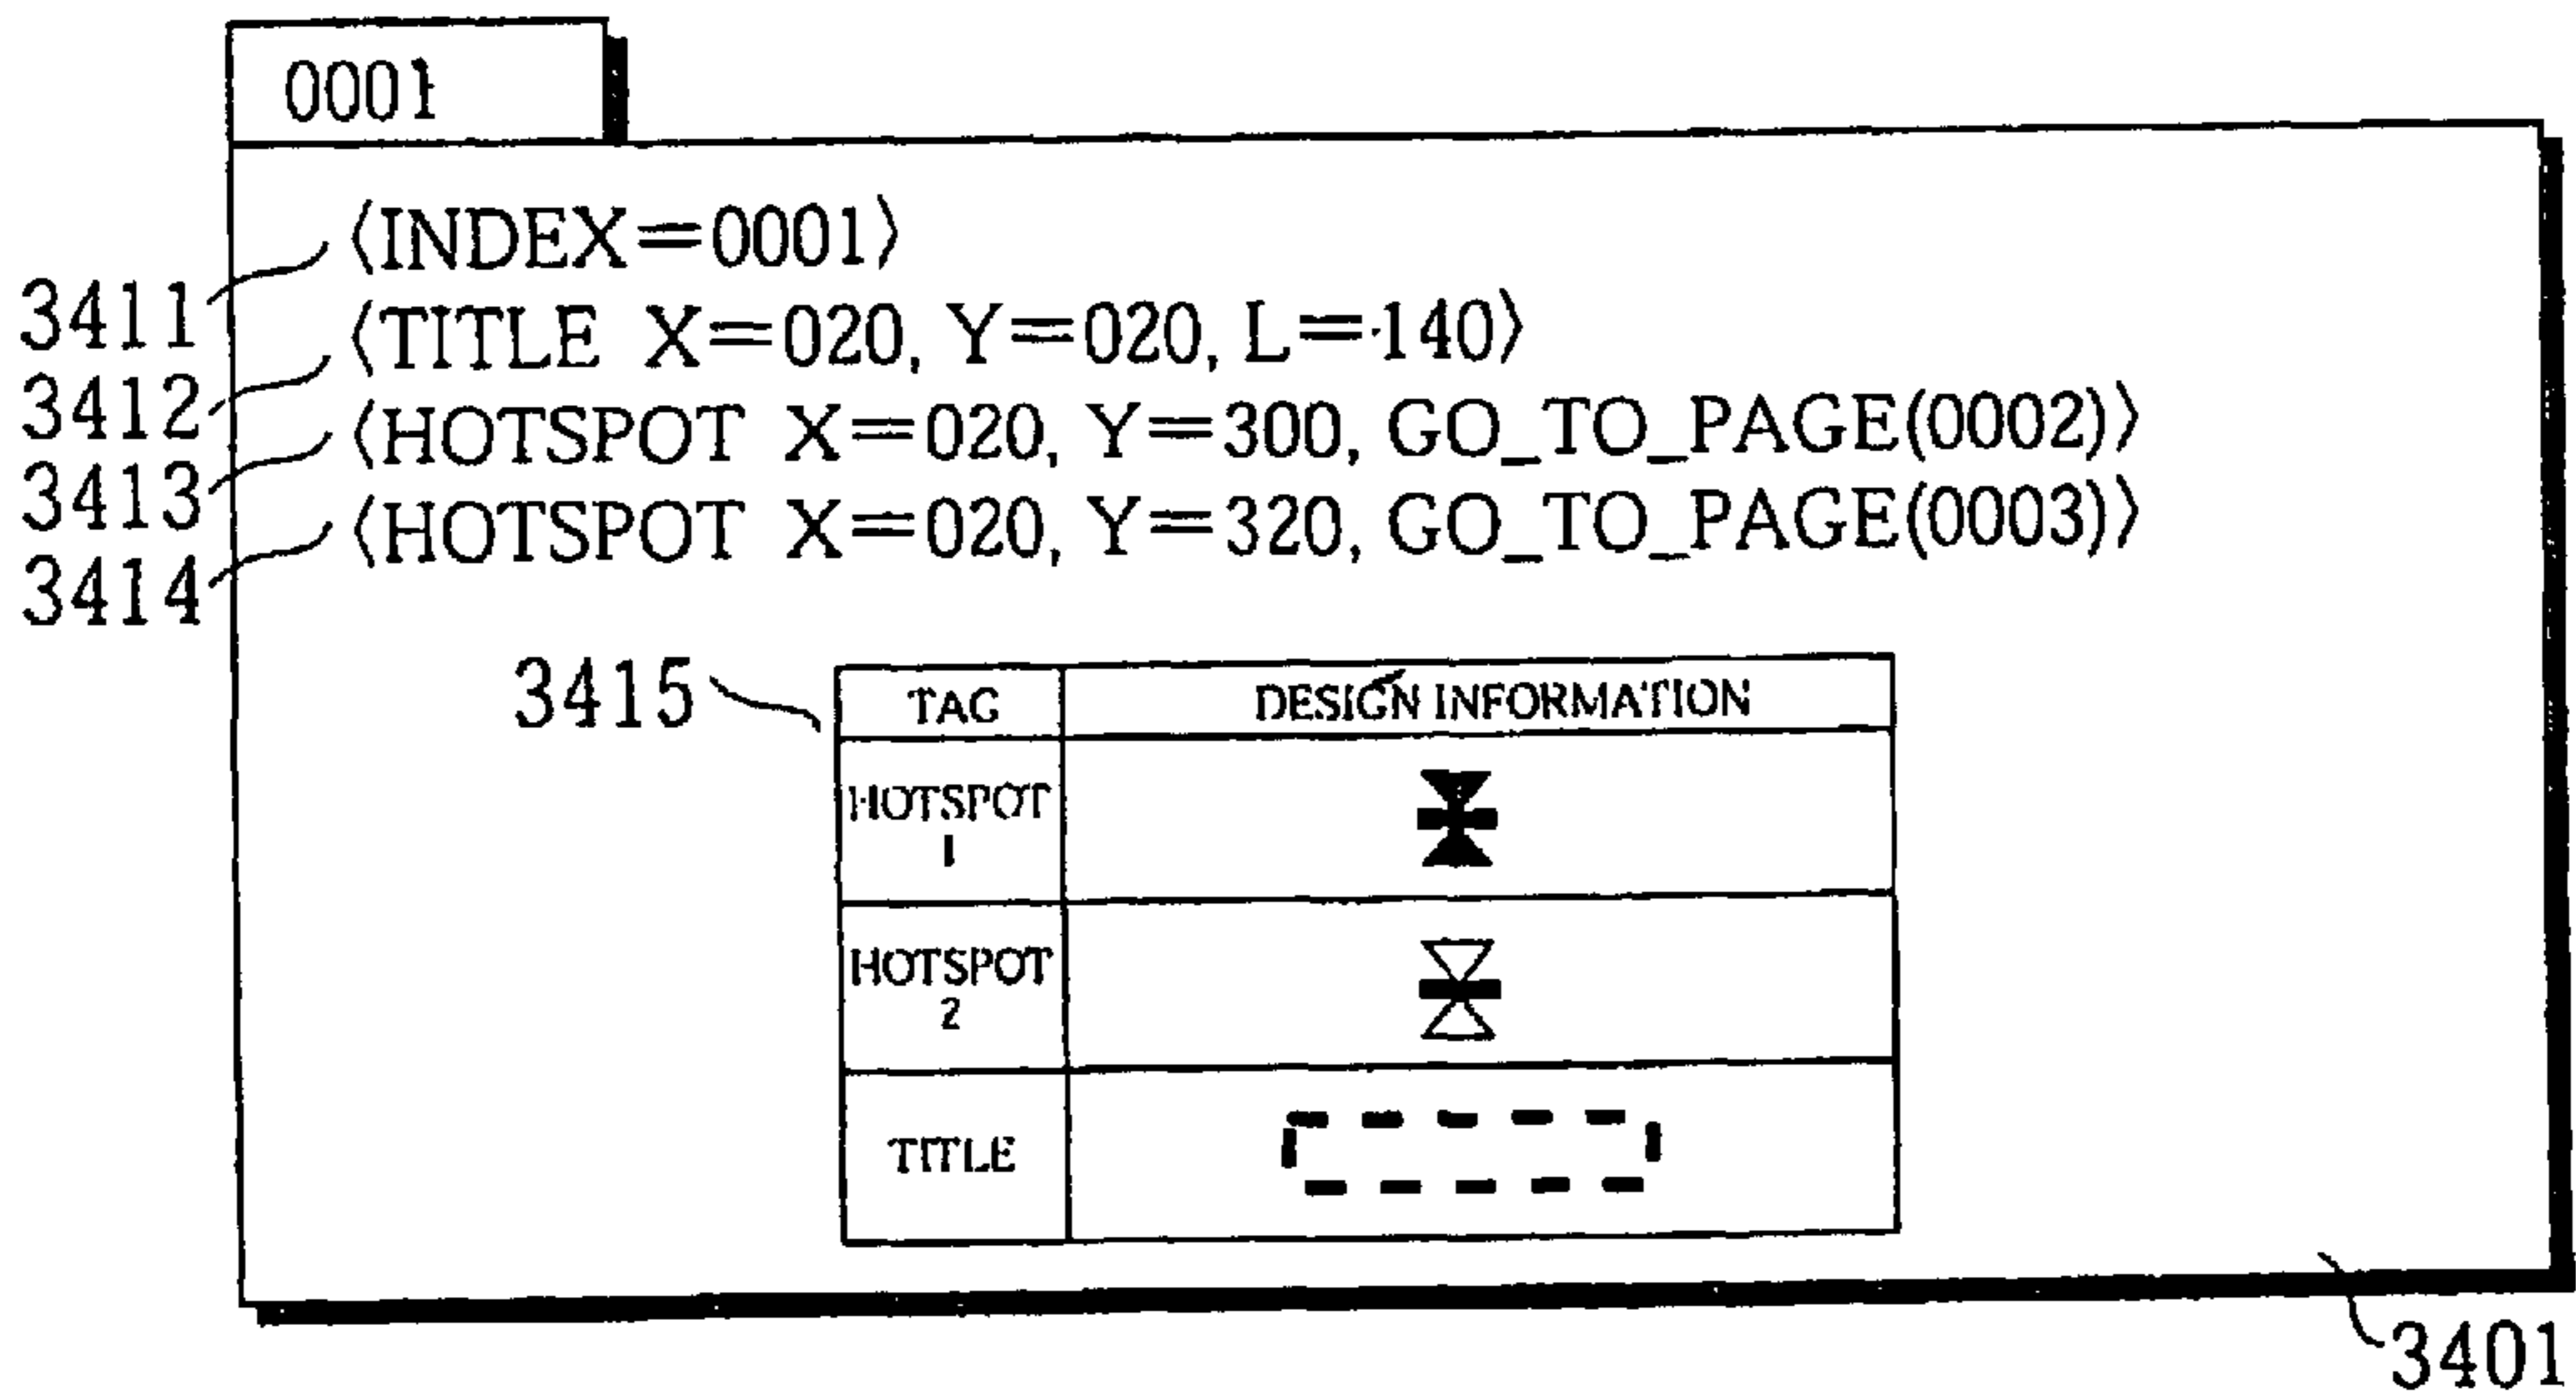 0001
3411 〈INDEX=0001〉
3412 〈TITLE X=020, Y=020, L=140〉
3413 〈HOTSPOT X=020, Y=300, GO_TO_PAGE(0002)〉
3414 〈HOTSPOT X=020, Y=320, GO_TO_PAGE(0003)〉
3415
TAG DESIGN INFORMATION
HOTSPOT
1
HOTSPOT
2
TITLE
3401